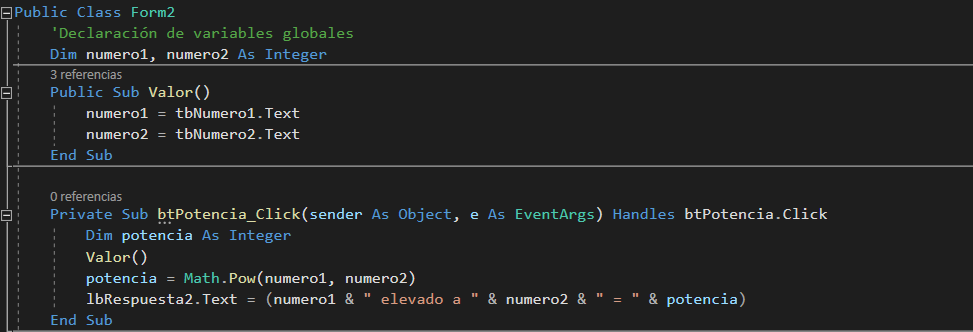 Public Class Form2
'Declaración de variables globales
Dim numero1, numero2 As Integer
3 referencias
Public Sub Valor()
numero1 = tbNumero1.Text
numero2 = tbNumero2.Text
End Sub
0 referencias
Private Sub btPotencia_Click(sender As Object, e As EventArgs) Handles btPotencia.Click
Dim potencia As Integer
Valor()
potencia = Math.Pow(numero1, numero2)
lbRespuesta2.Text = (numero1 & " elevado a " & numero2 & " = " & potencia)
End Sub